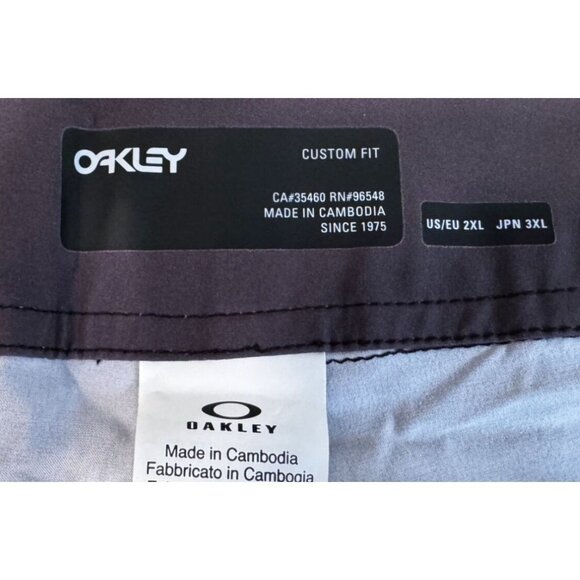 OAKLEY
CUSTOM FIT
CA#35460 RN#96548
MADE IN CAMBODIA
SINCE 1975
US/EU 2XL JPN 3XL
OAKLEY
Made in Cambodia
Fabbricato in Cambogia